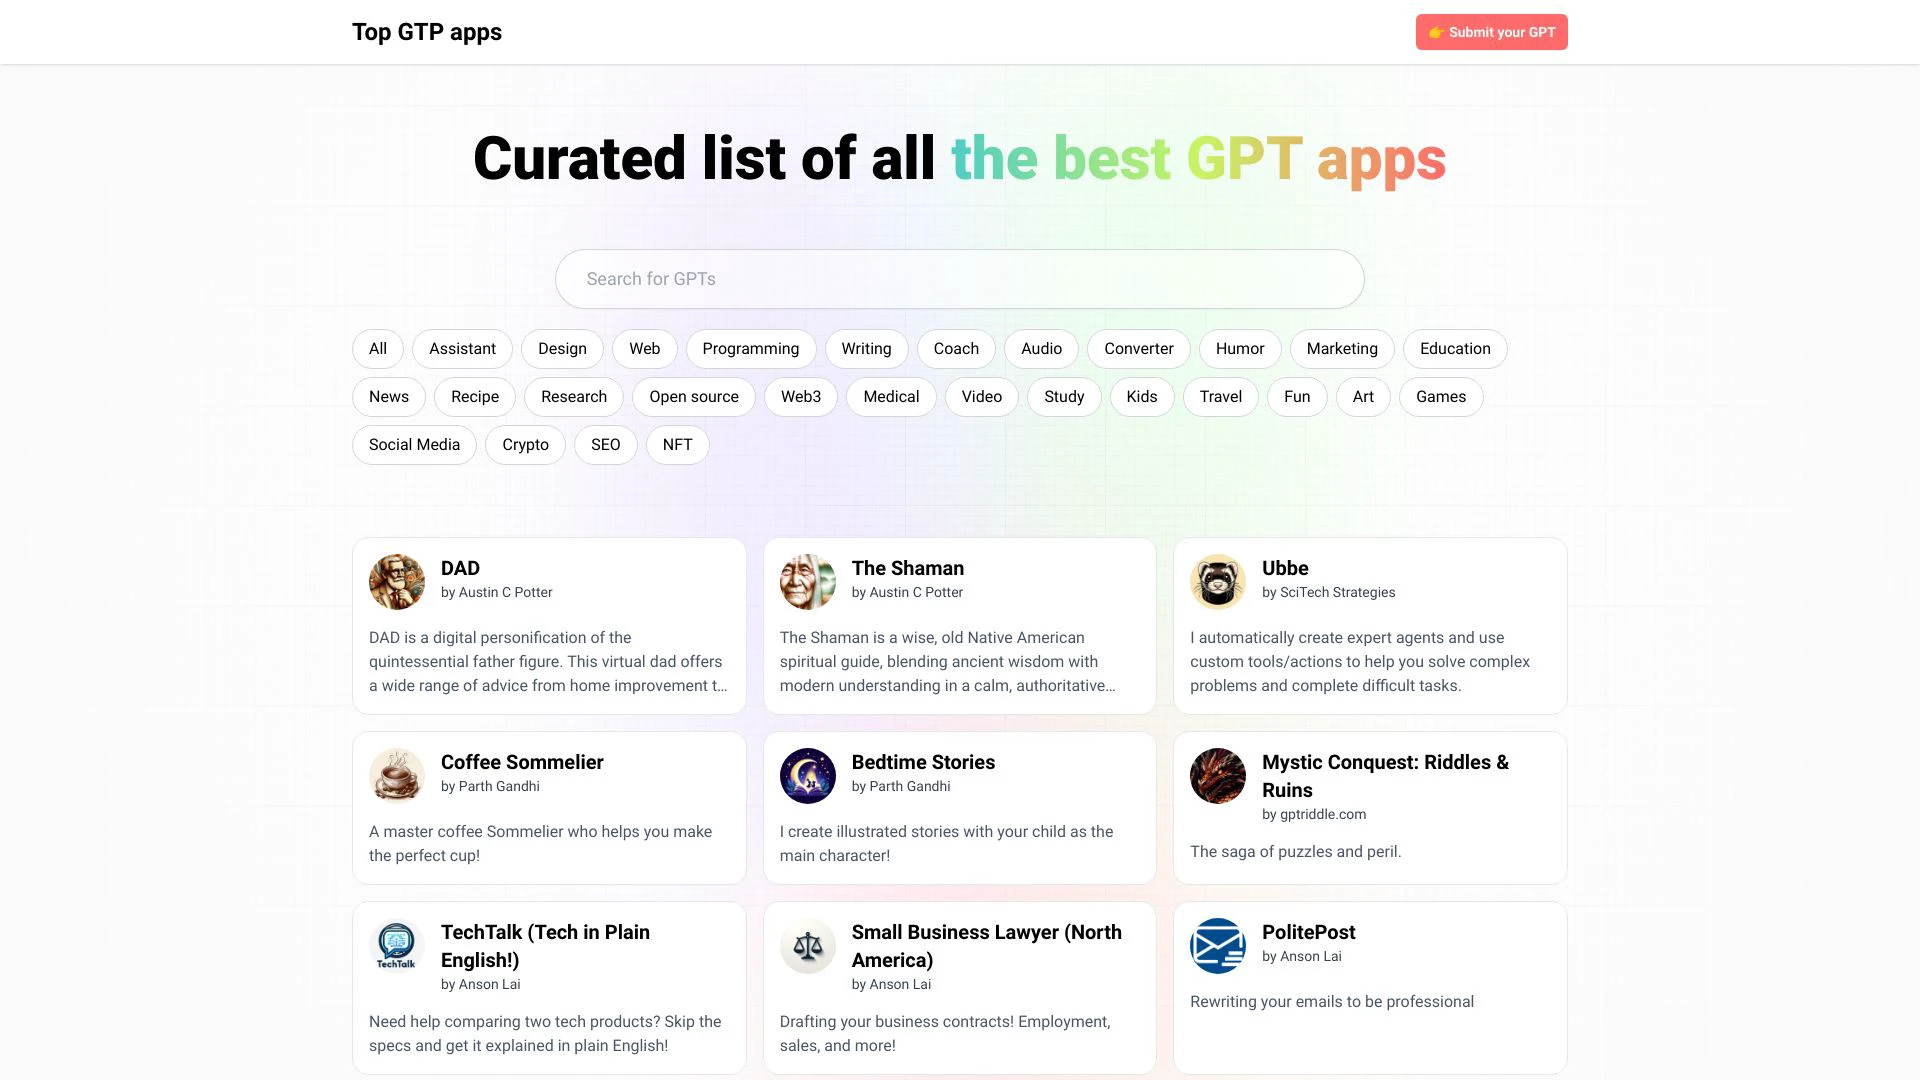 Top GTP apps
👉 Submit your GPT
Curated list of all the best GPT apps
Search for GPTs
All
Assistant
Design
Web
Programming
Writing
Coach
Audio
Converter
Humor
Marketing
Education
News
Recipe
Research
Open source
Web3
Medical
Video
Study
Kids
Travel
Fun
Art
Games
Social Media
Crypto
SEO
NFT
DAD
by Austin C Potter
DAD is a digital personification of the
quintessential father figure. This virtual dad offers
a wide range of advice from home improvement t...
The Shaman
by Austin C Potter
The Shaman is a wise, old Native American
spiritual guide, blending ancient wisdom with
modern understanding in a calm, authoritative...
Ubbe
by SciTech Strategies
I automatically create expert agents and use
custom tools/actions to help you solve complex
problems and complete difficult tasks.
Coffee Sommelier
by Parth Gandhi
A master coffee Sommelier who helps you make
the perfect cup!
Bedtime Stories
by Parth Gandhi
I create illustrated stories with your child as the
main character!
Mystic Conquest: Riddles &
Ruins
by gptriddle.com
The saga of puzzles and peril.
TechTalk
TechTalk (Tech in Plain
English!)
by Anson Lai
Need help comparing two tech products? Skip the
specs and get it explained in plain English!
Small Business Lawyer (North
America)
by Anson Lai
Drafting your business contracts! Employment,
sales, and more!
PolitePost
by Anson Lai
Rewriting your emails to be professional